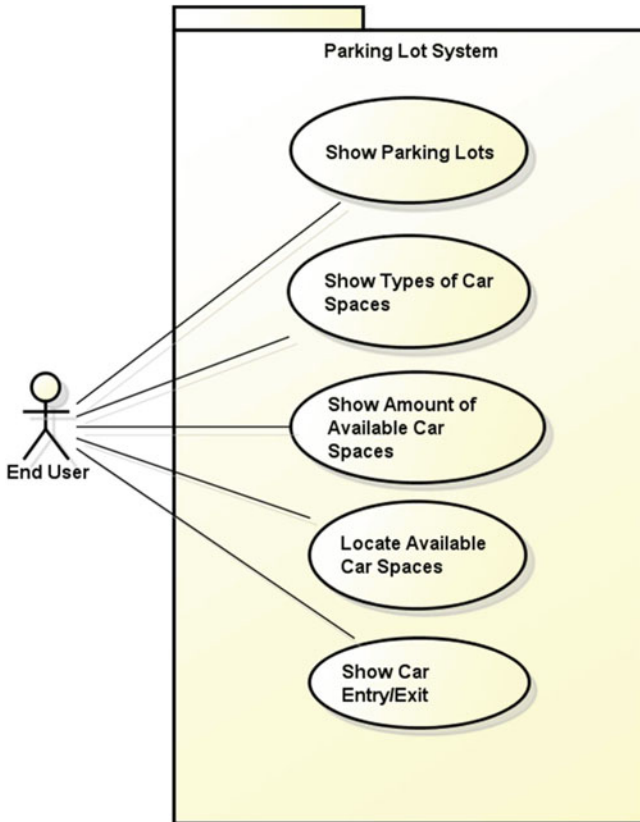 Parking Lot System
Show Parking Lots
Show Types of Car
Spaces
Show Amount of
Available Car
Spaces
End User
Locate Available
Car Spaces
Show Car
Entry/Exit